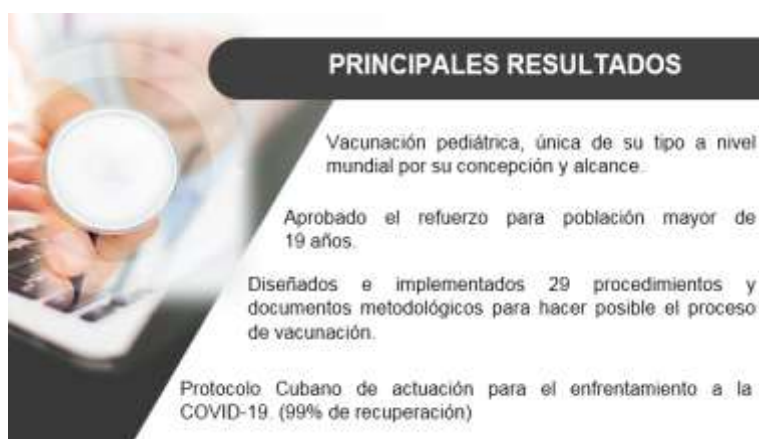 PRINCIPALES RESULTADOS
Vacunación pediátrica, única de su tipo a nivel
mundial por su concepción y alcance.
Aprobado el refuerzo para población mayor de
19 años.
Diseñados e implementados 29 procedimientos y
documentos metodológicos para hacer posible el proceso
de vacunación.
Protocolo Cubano de actuación para el enfrentamiento a la
COVID-19. (99% de recuperación)